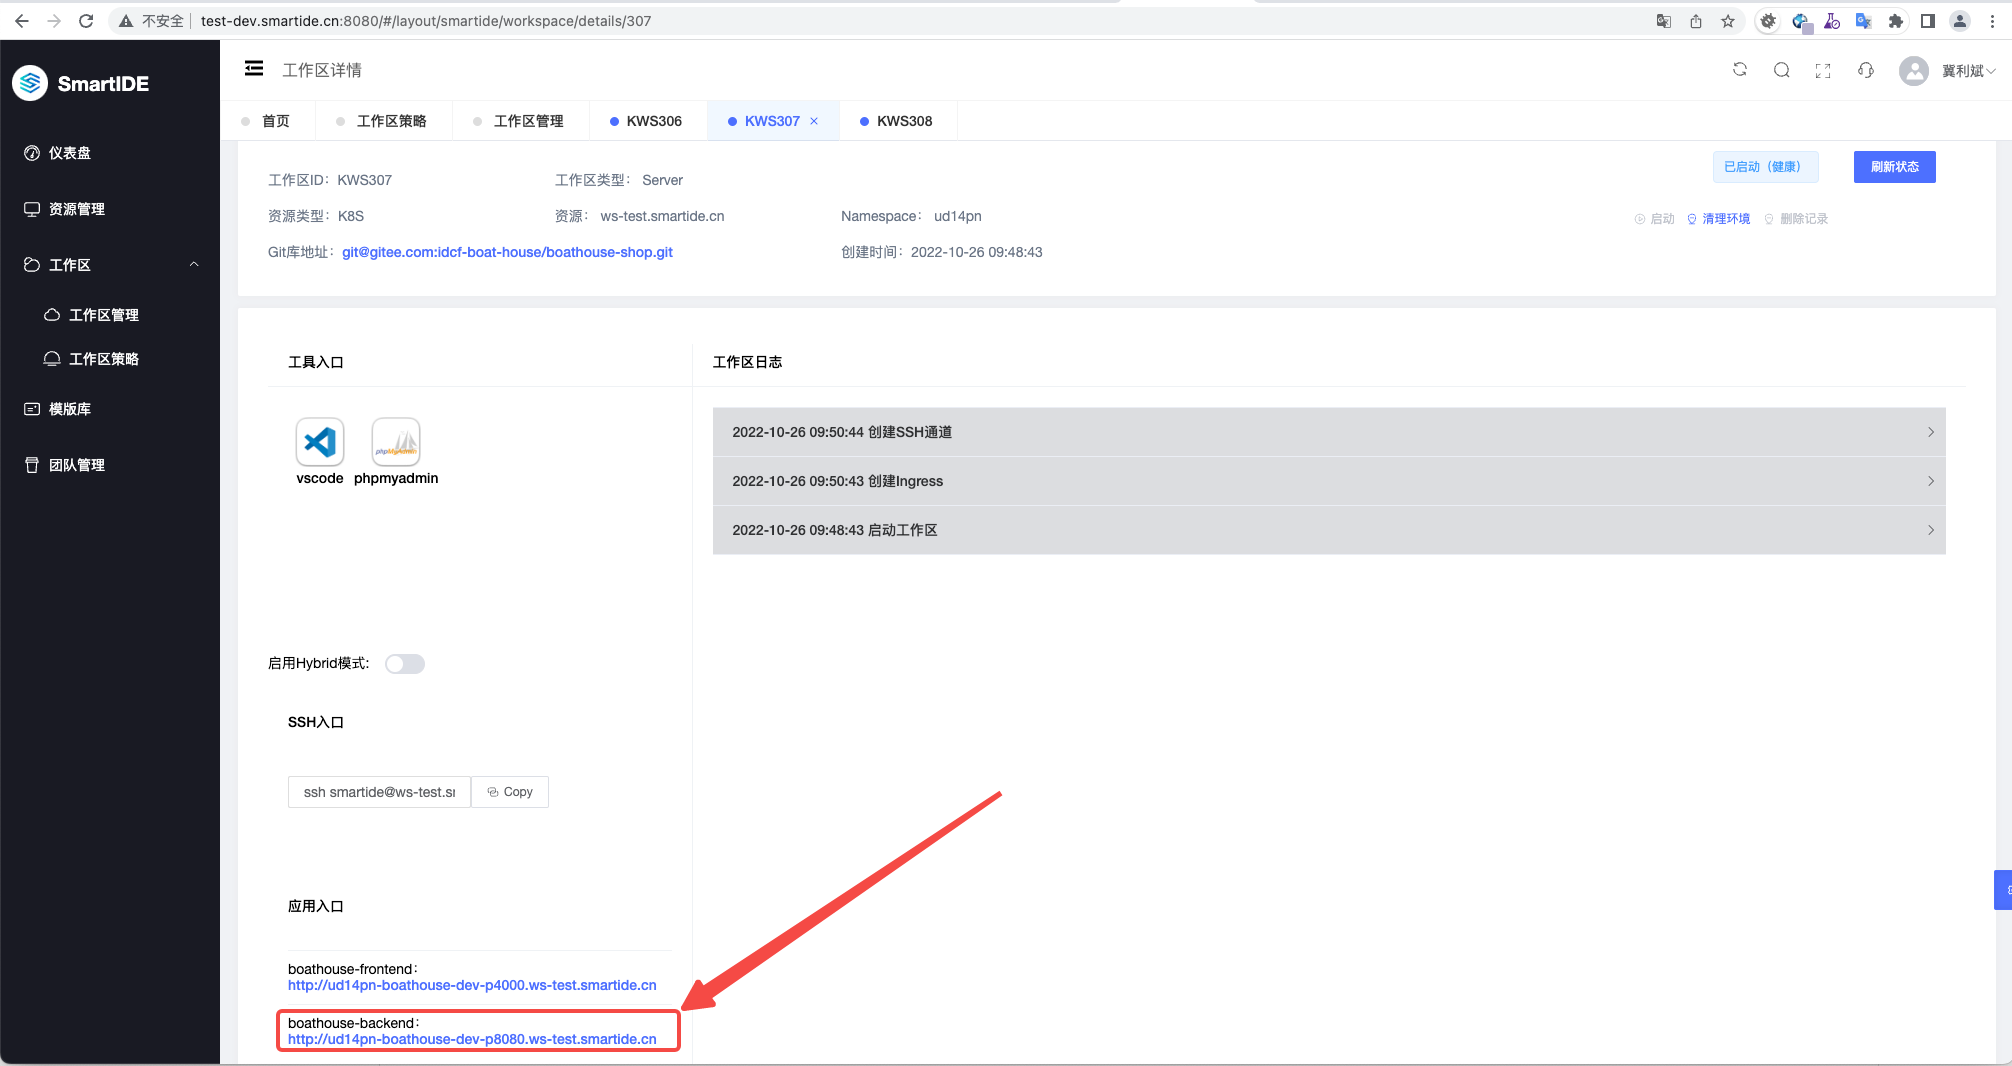 不安全
test-dev.smartide.cn:8080/#/layout/smartide/workspace/details/307
SmartIDE
工作区详情
冀利斌
首页
工作区策略
工作区管理
KWS306
KWS307
KWS308
仪表盘
资源管理
工作区
工作区管理
工作区策略
模版库
团队管理
工作区ID： KWS307
工作区类型： Server
已启动（健康）
刷新状态
资源类型： K8S
资源： ws-test.smartide.cn
Namespace： ud14pn
启动
清理环境
删除记录
Git库地址： git@gitee.com:idcf-boat-house/boathouse-shop.git
创建时间： 2022-10-26 09:48:43
工具入口
工作区日志
phpMyAdmin
vscode
phpmyadmin
2022-10-26 09:50:44 创建SSH通道
2022-10-26 09:50:43 创建Ingress
2022-10-26 09:48:43 启动工作区
启用Hybrid模式:
SSH入口
ssh smartide@ws-test.sr
Copy
应用入口
boathouse-frontend：
http://ud14pn-boathouse-dev-p4000.ws-test.smartide.cn
boathouse-backend：
http://ud14pn-boathouse-dev-p8080.ws-test.smartide.cn